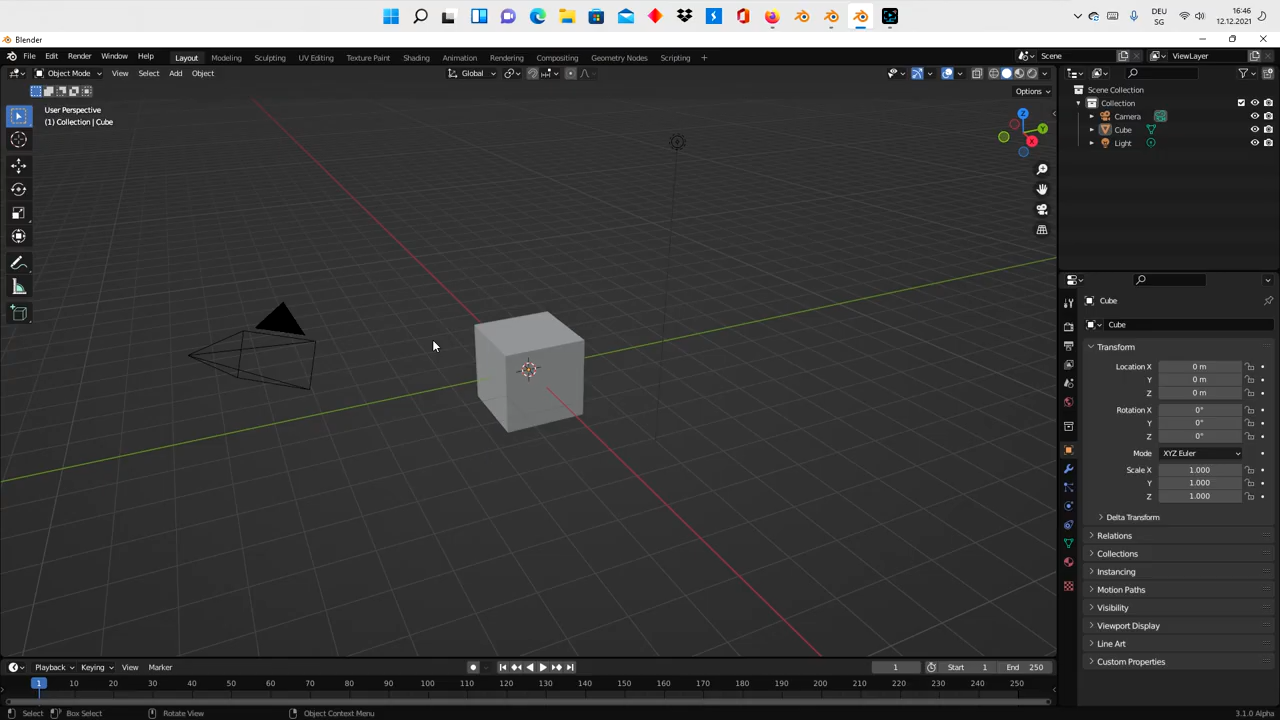 DEU
SG
16:46
12.12.2021
Blender
File Edit Render Window Help
Layout Modeling Sculpting UV Editing Texture Paint Shading Animation Rendering Compositing Geometry Nodes Scripting +
Scene
ViewLayer
Object Mode View Select Add Object
Global
Options
User Perspective
(1) Collection | Cube
Z
Y
X
Scene Collection
Collection
Camera
Cube
Light
Cube
Cube
Transform
Location X 0 m
Y 0 m
Z 0 m
Rotation X 0°
Y 0°
Z 0°
Mode XYZ Euler
Scale X 1.000
Y 1.000
Z 1.000
Delta Transform
Relations
Collections
Instancing
Motion Paths
Visibility
Viewport Display
Line Art
Custom Properties
Playback Keying View Marker
1
Start 1
End 250
1 10 20 30 40 50 60 70 80 90 100 110 120 130 140 150 160 170 180 190 200 210 220 230 240 250
Select Box Select Rotate View Object Context Menu
3.1.0 Alpha